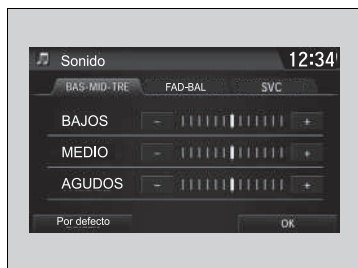 Sonido 12:34
BAS-MID-TRE FAD-BAL SVC
BAJOS - +
MEDIO - +
AGUDOS - +
Por defecto OK